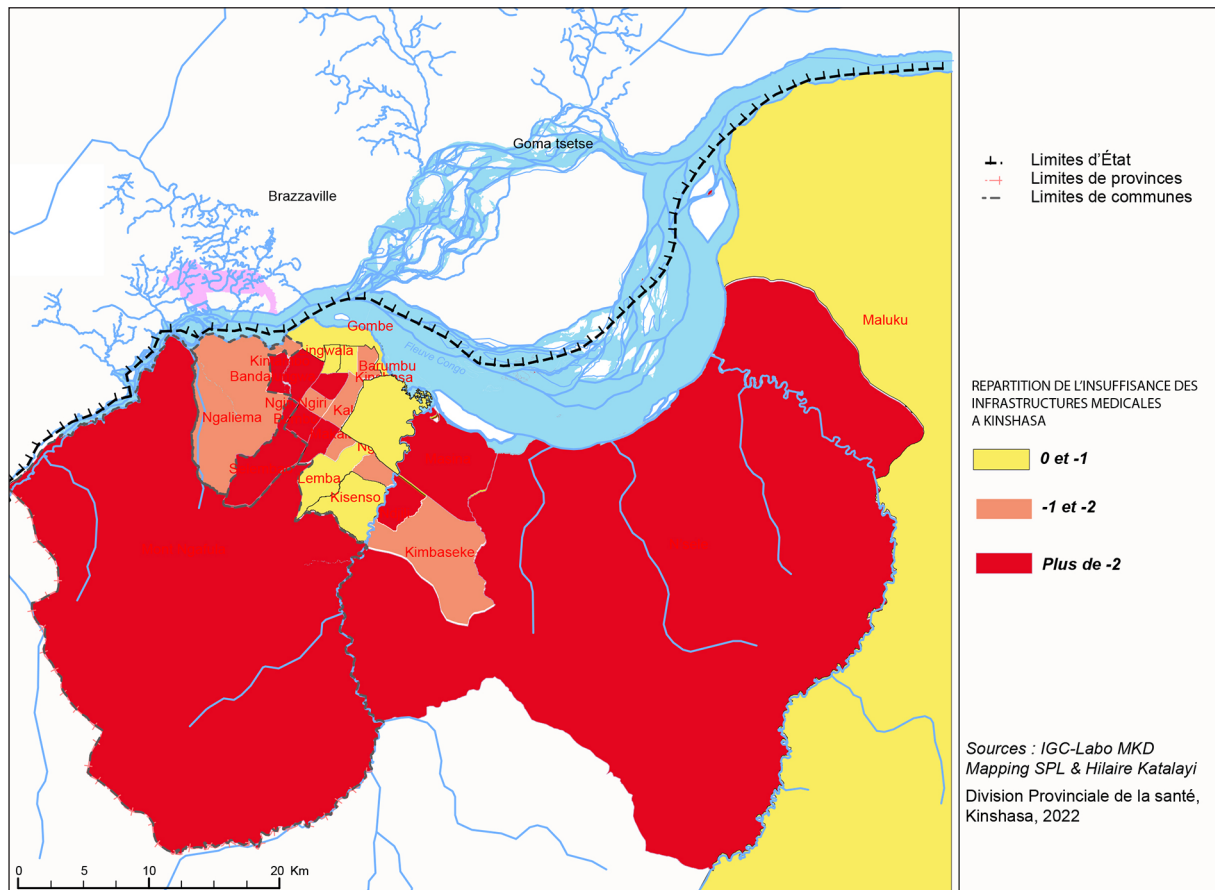 Goma tsetse
Brazzaville
Gombe
Fleuve Congo
Barumbu
Maluku
Ngaliema
Lemba
Kisenso
Kimbaseke
0 5 10 20 Km
Limites d'État
Limites de provinces
Limites de communes
REPARTITION DE L'INSUFFISANCE DES
INFRASTRUCTURES MEDICALES
A KINSHASA
0 et -1
-1 et -2
Plus de -2
Sources : IGC-Labo MKD
Mapping SPL & Hilaire Katalayi
Division Provinciale de la santé,
Kinshasa, 2022